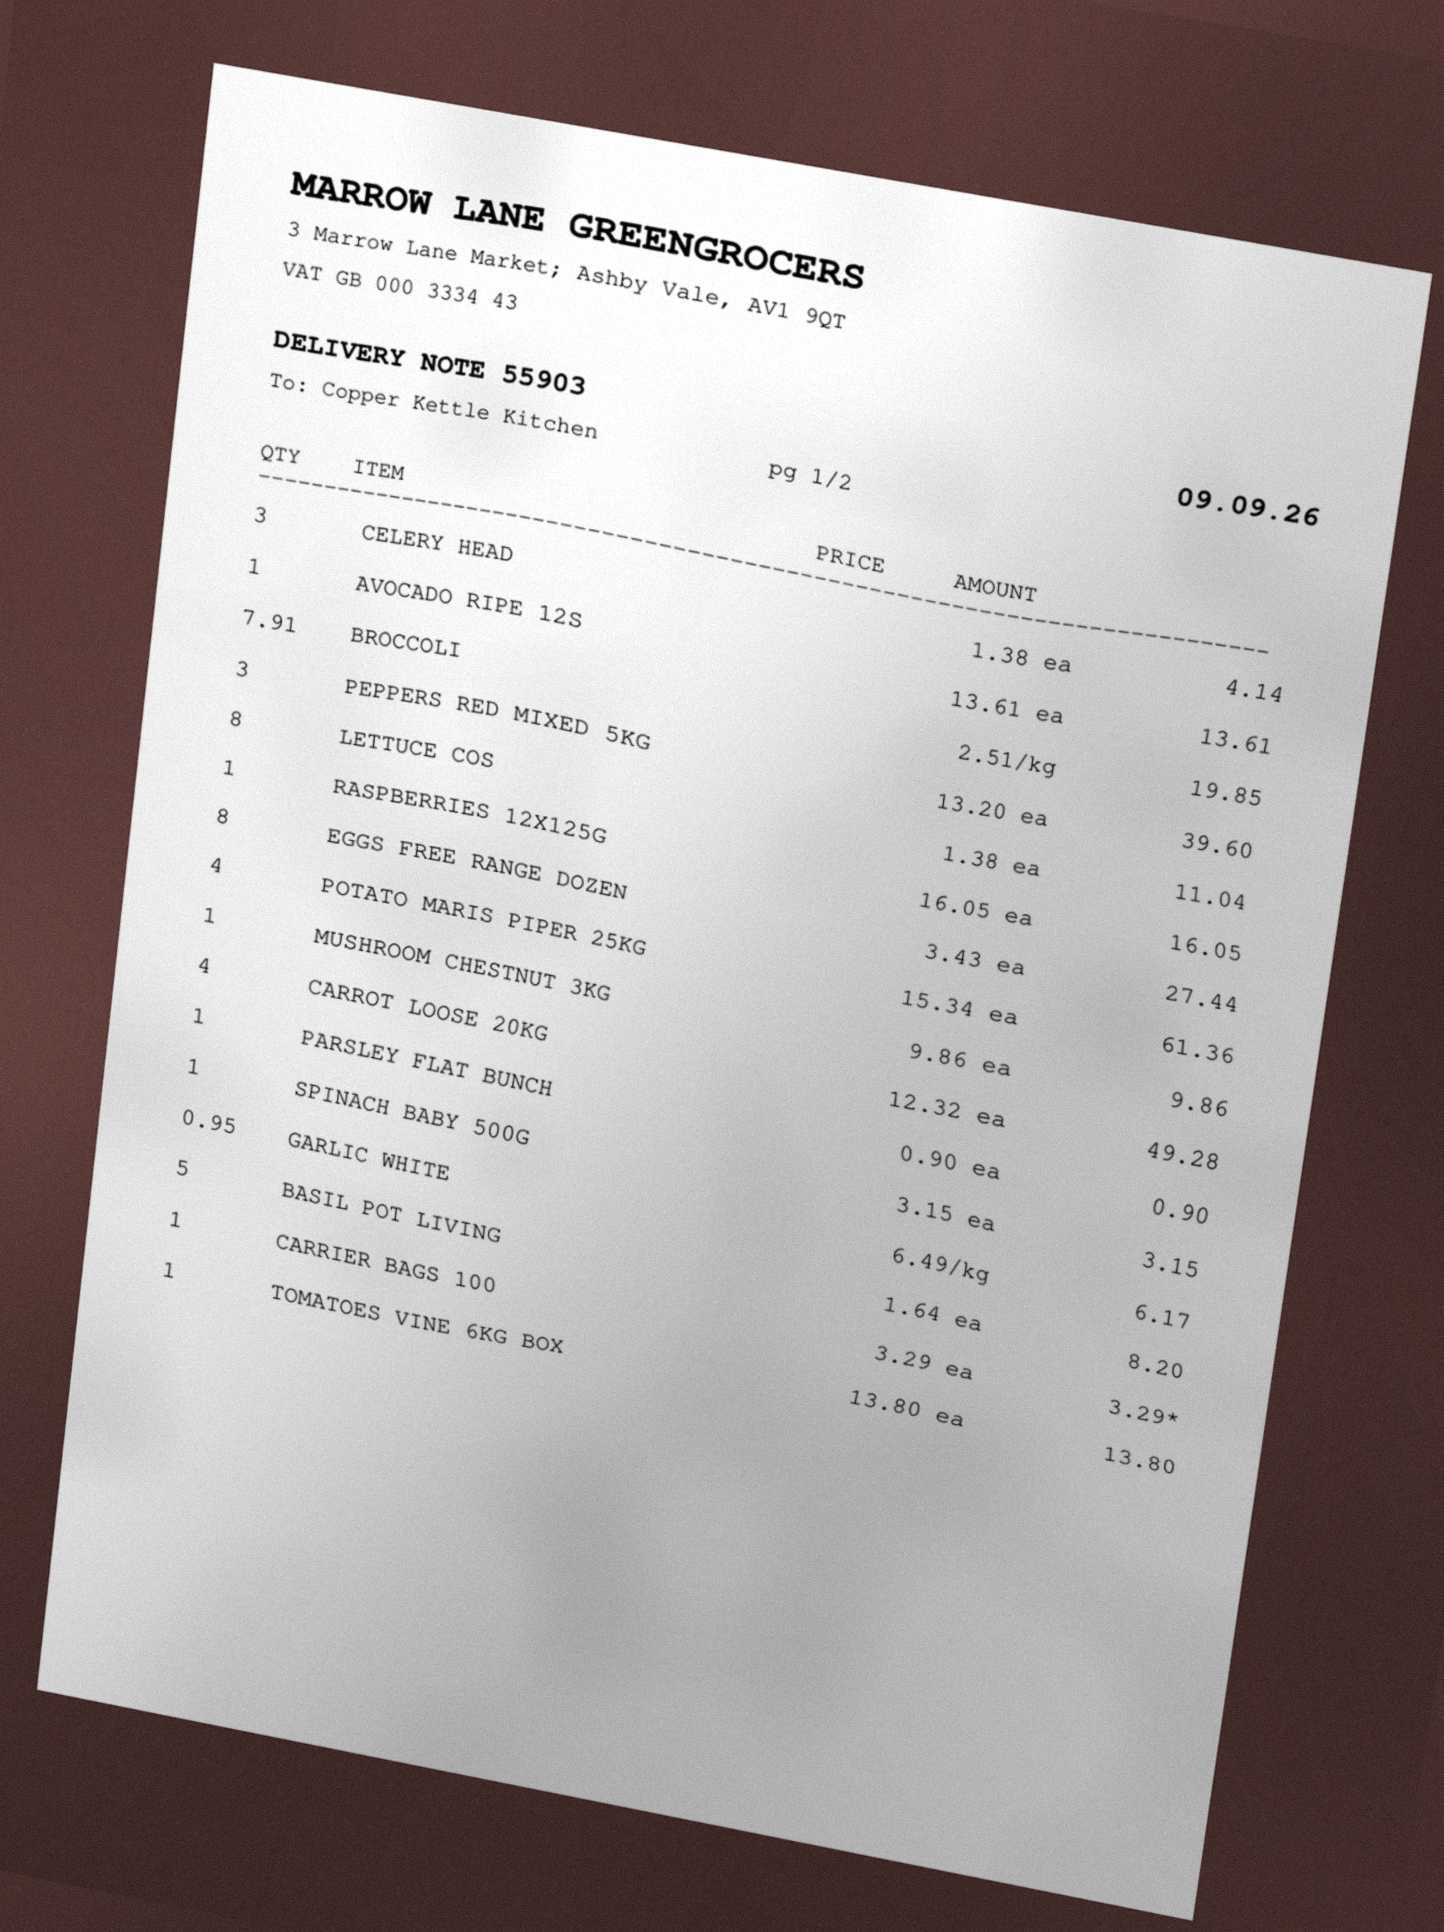 MARROW LANE GREENGROCERS
3 Marrow Lane Market; Ashby Vale, AV1 9QT
VAT GB 000 3334 43
DELIVERY NOTE 55903
09.09.26
To: Copper Kettle Kitchen
pg 1/2
QTY ITEM PRICE AMOUNT
3 CELERY HEAD 1.38 ea 4.14
1 AVOCADO RIPE 12S 13.61 ea 13.61
7.91 BROCCOLI 2.51/kg 19.85
3 PEPPERS RED MIXED 5KG 13.20 ea 39.60
8 LETTUCE COS 1.38 ea 11.04
1 RASPBERRIES 12X125G 16.05 ea 16.05
8 EGGS FREE RANGE DOZEN 3.43 ea 27.44
4 POTATO MARIS PIPER 25KG 15.34 ea 61.36
1 MUSHROOM CHESTNUT 3KG 9.86 ea 9.86
4 CARROT LOOSE 20KG 12.32 ea 49.28
1 PARSLEY FLAT BUNCH 0.90 ea 0.90
1 SPINACH BABY 500G 3.15 ea 3.15
0.95 GARLIC WHITE 6.49/kg 6.17
5 BASIL POT LIVING 1.64 ea 8.20
1 CARRIER BAGS 100 3.29 ea 3.29*
1 TOMATOES VINE 6KG BOX 13.80 ea 13.80